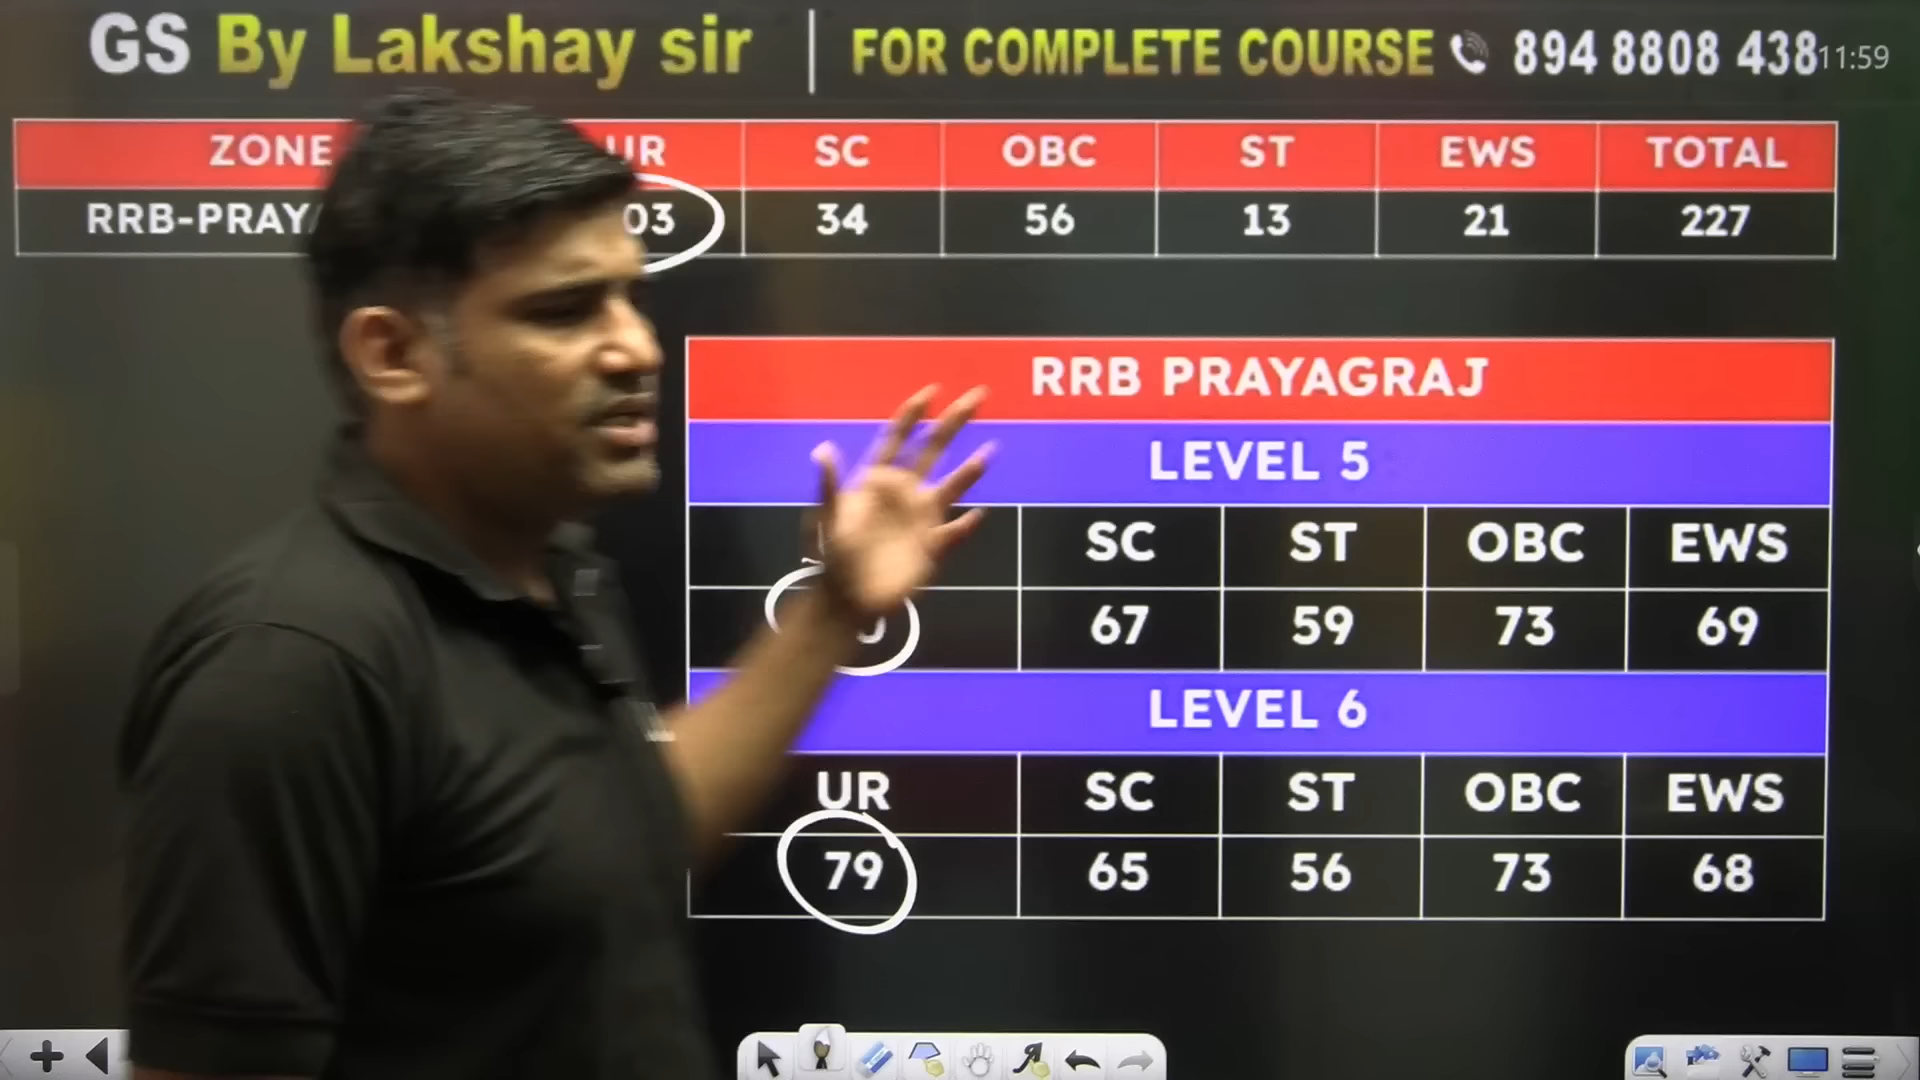 GS By Lakshay sir | FOR COMPLETE COURSE 894 8808 438 11:59
ZONE UR SC OBC ST EWS TOTAL
03 34 56 13 21 227
RRB PRAYAGRAJ
LEVEL 5
SC ST OBC EWS
67 59 73 69
LEVEL 6
UR SC ST OBC EWS
79 65 56 73 68